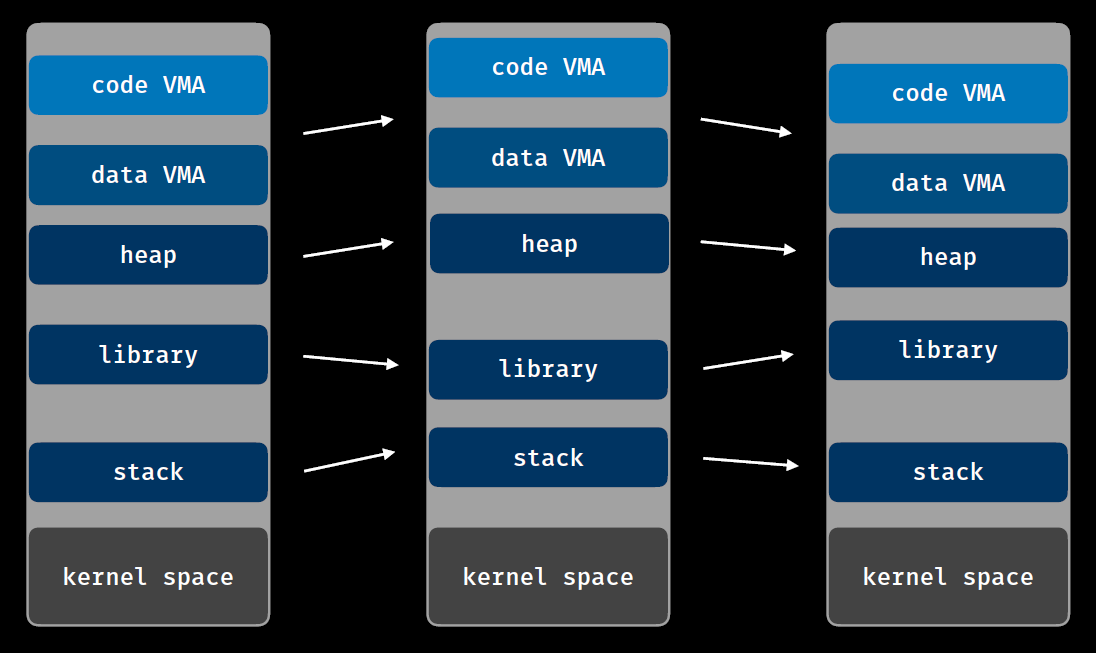 code VMA
data VMA
heap
library
stack
kernel space
code VMA
data VMA
heap
library
stack
kernel space
code VMA
data VMA
heap
library
stack
kernel space